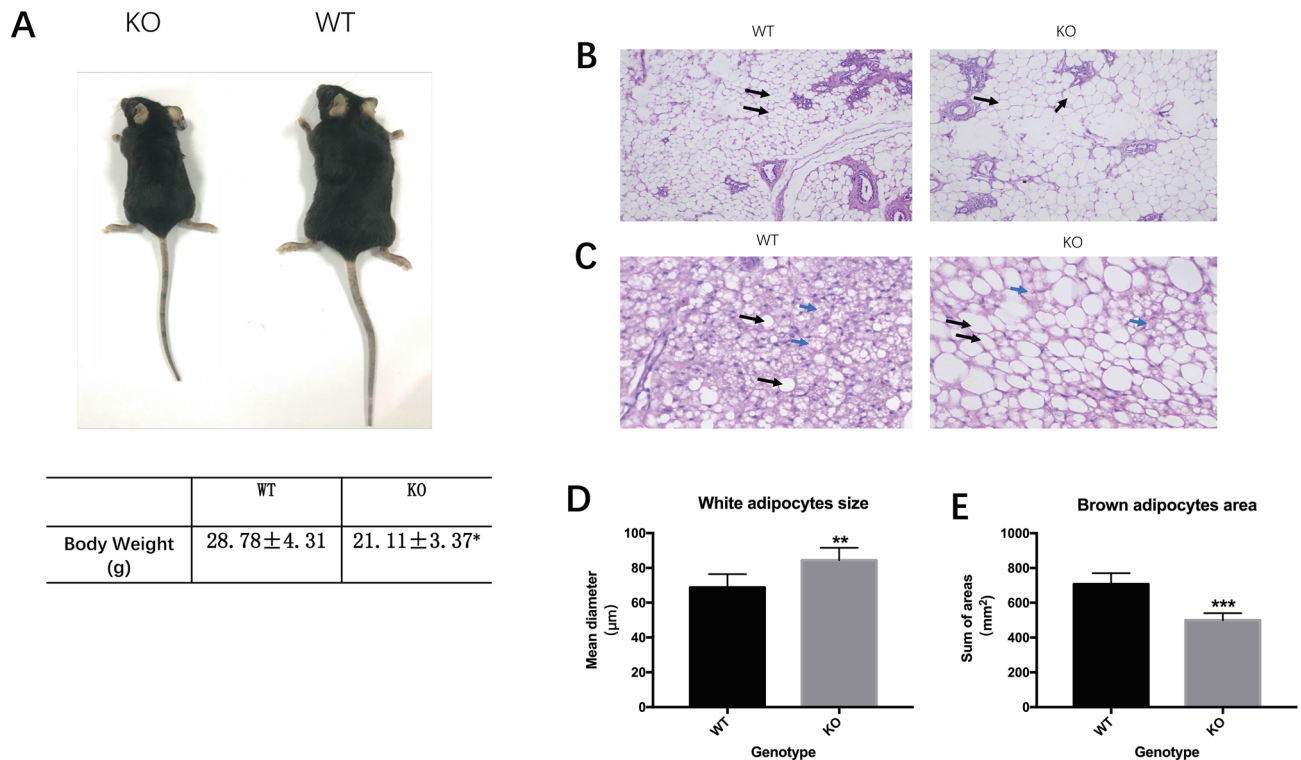 A
KO
WT
WT
KO
Body Weight
(g)
28.78±4.31
21.11±3.37*
B
WT
KO
C
WT
KO
D
White adipocytes size
Mean diameter
(μm)
100
80
60
40
20
0
**
WT
KO
Genotype
E
Brown adipocytes area
Sum of areas
(mm²)
1000
800
600
400
200
0
***
WT
KO
Genotype